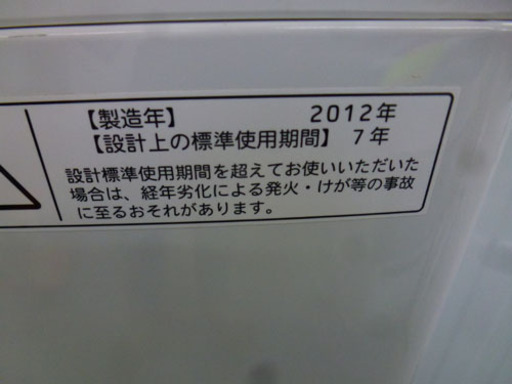 【製造年】 2012年
【設計上の標準使用期間】 7年
設計標準使用期間を超えてお使いいただいた
場合は、経年劣化による発火・けが等の事故
に至るおそれがあります。